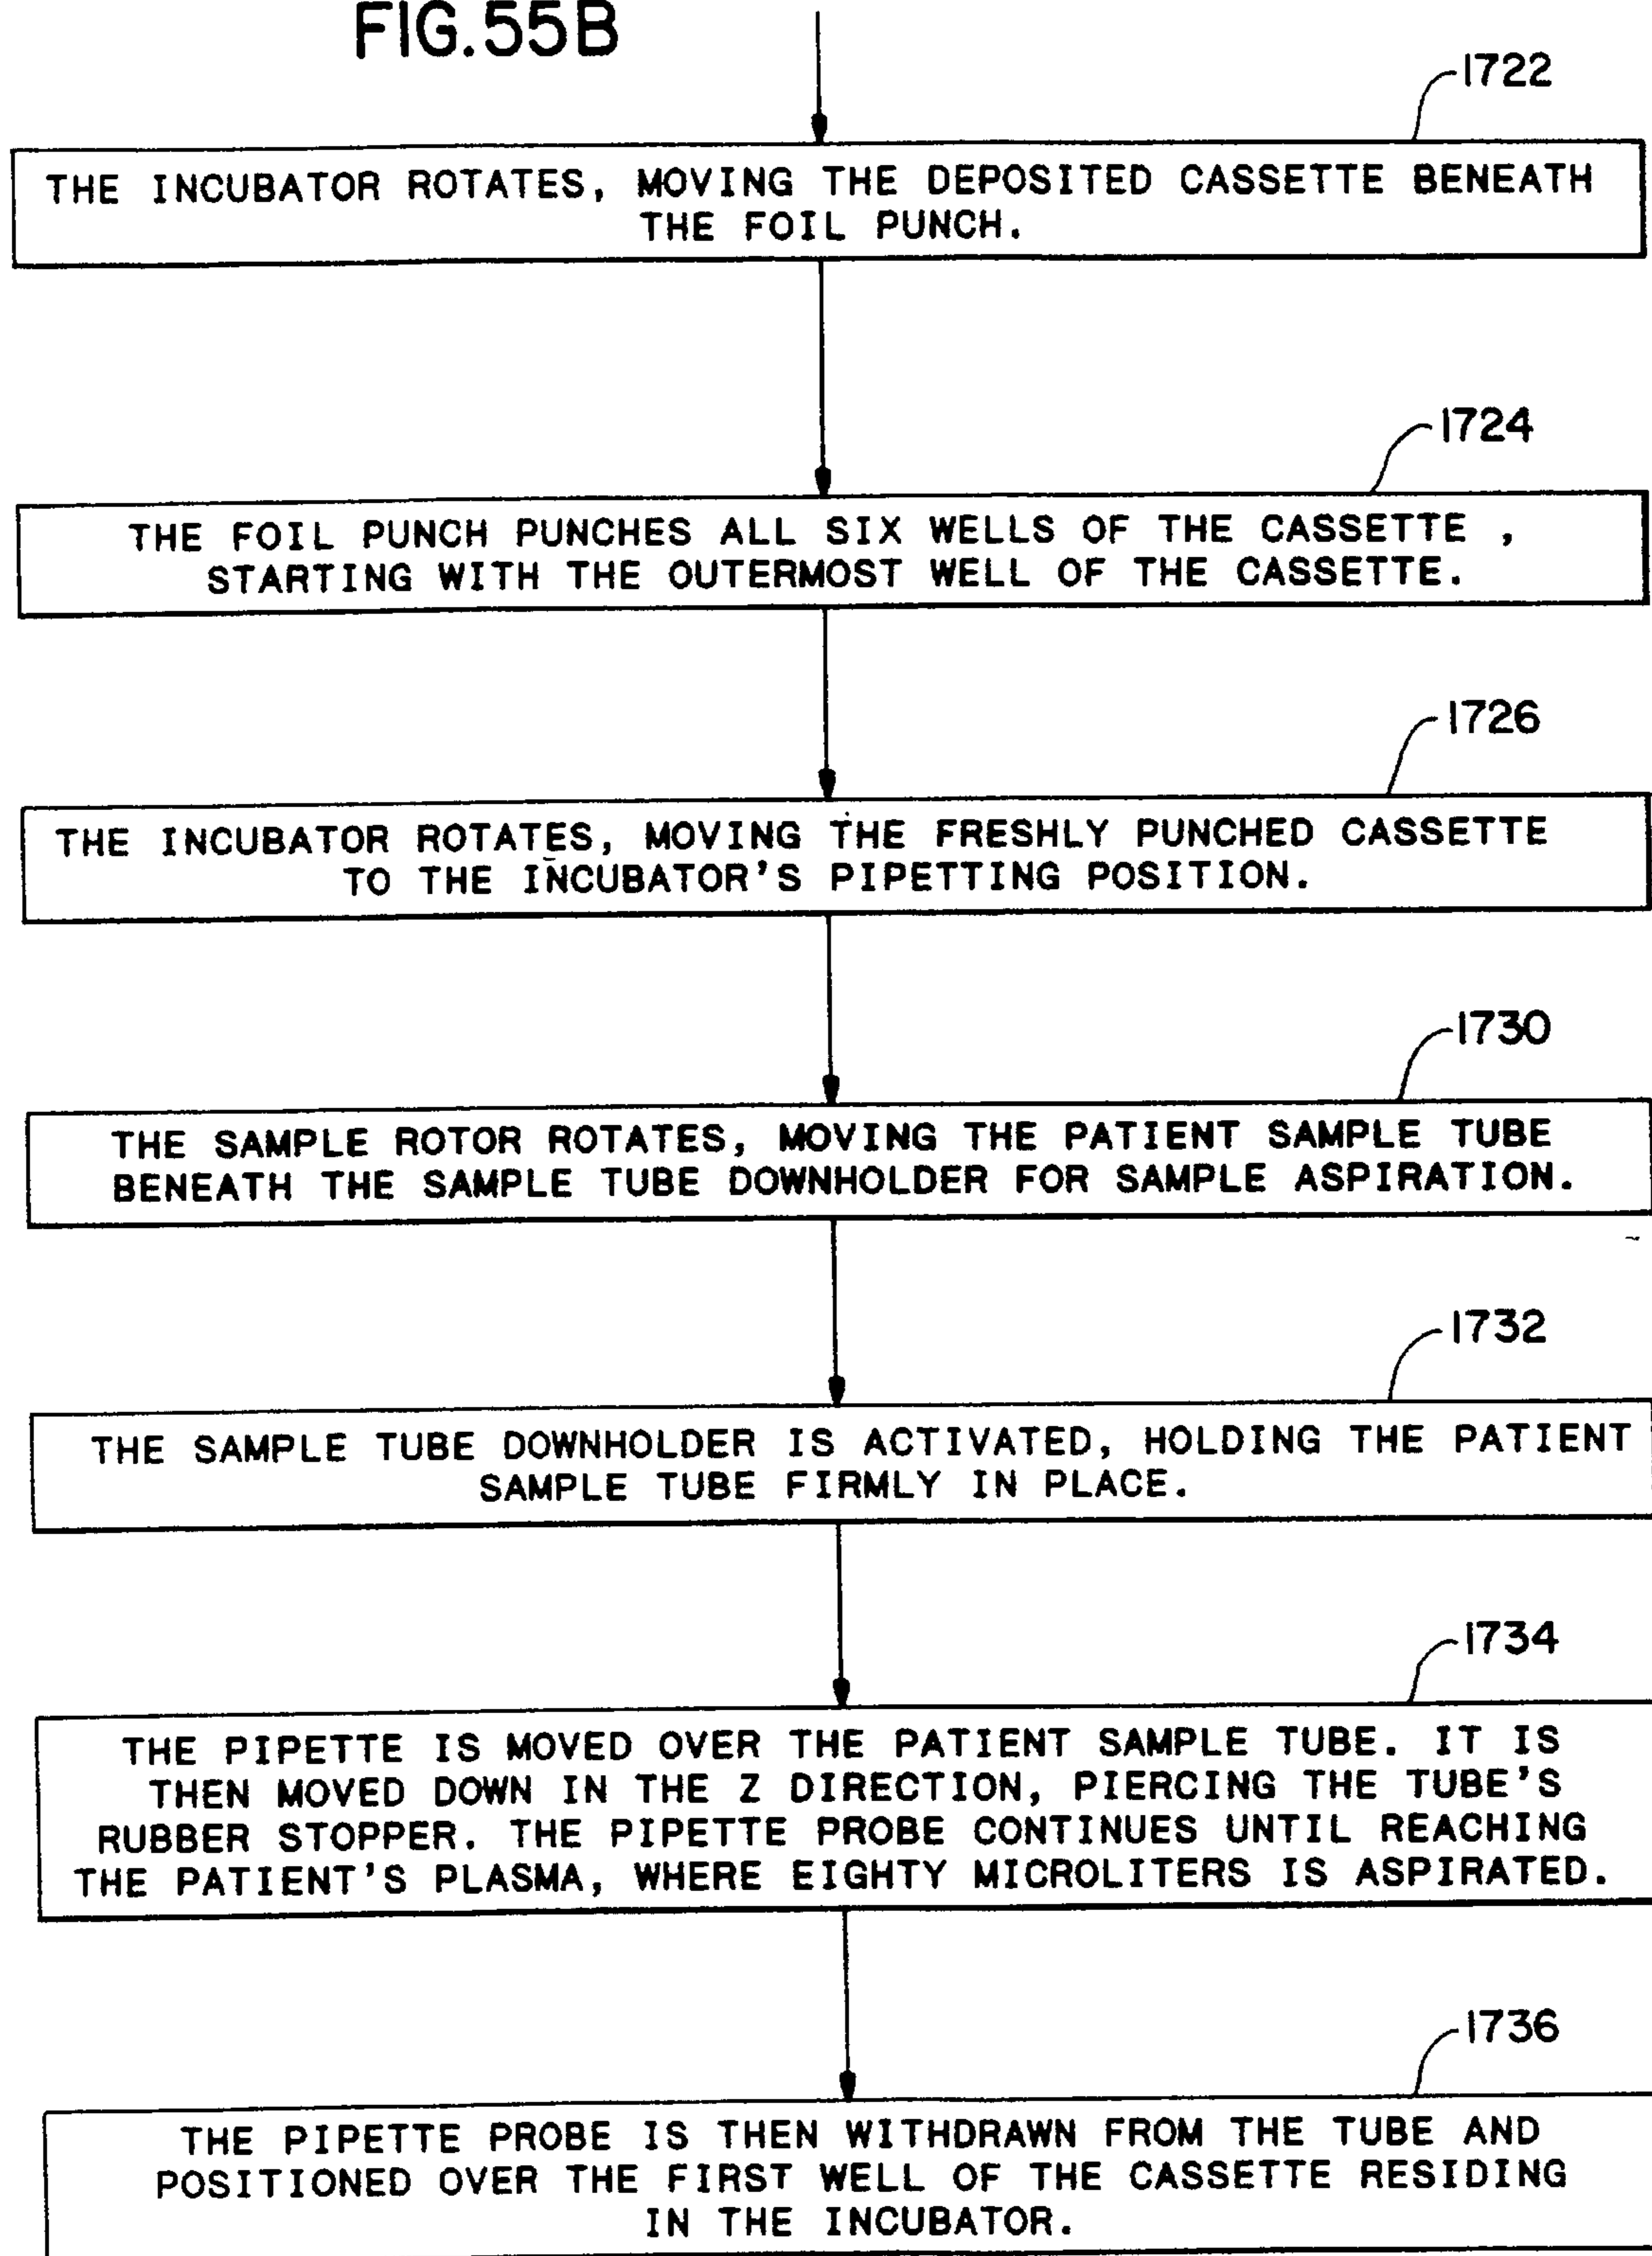 FIG.55B
1722
THE INCUBATOR ROTATES, MOVING THE DEPOSITED CASSETTE BENEATH
THE FOIL PUNCH.
1724
THE FOIL PUNCH PUNCHES ALL SIX WELLS OF THE CASSETTE ,
STARTING WITH THE OUTERMOST WELL OF THE CASSETTE.
1726
THE INCUBATOR ROTATES, MOVING THE FRESHLY PUNCHED CASSETTE
TO THE INCUBATOR'S PIPETTING POSITION.
1730
THE SAMPLE ROTOR ROTATES, MOVING THE PATIENT SAMPLE TUBE
BENEATH THE SAMPLE TUBE DOWNHOLDER FOR SAMPLE ASPIRATION.
1732
THE SAMPLE TUBE DOWNHOLDER IS ACTIVATED, HOLDING THE PATIENT
SAMPLE TUBE FIRMLY IN PLACE.
1734
THE PIPETTE IS MOVED OVER THE PATIENT SAMPLE TUBE. IT IS
THEN MOVED DOWN IN THE Z DIRECTION, PIERCING THE TUBE'S
RUBBER STOPPER. THE PIPETTE PROBE CONTINUES UNTIL REACHING
THE PATIENT'S PLASMA, WHERE EIGHTY MICROLITERS IS ASPIRATED.
1736
THE PIPETTE PROBE IS THEN WITHDRAWN FROM THE TUBE AND
POSITIONED OVER THE FIRST WELL OF THE CASSETTE RESIDING
IN THE INCUBATOR.